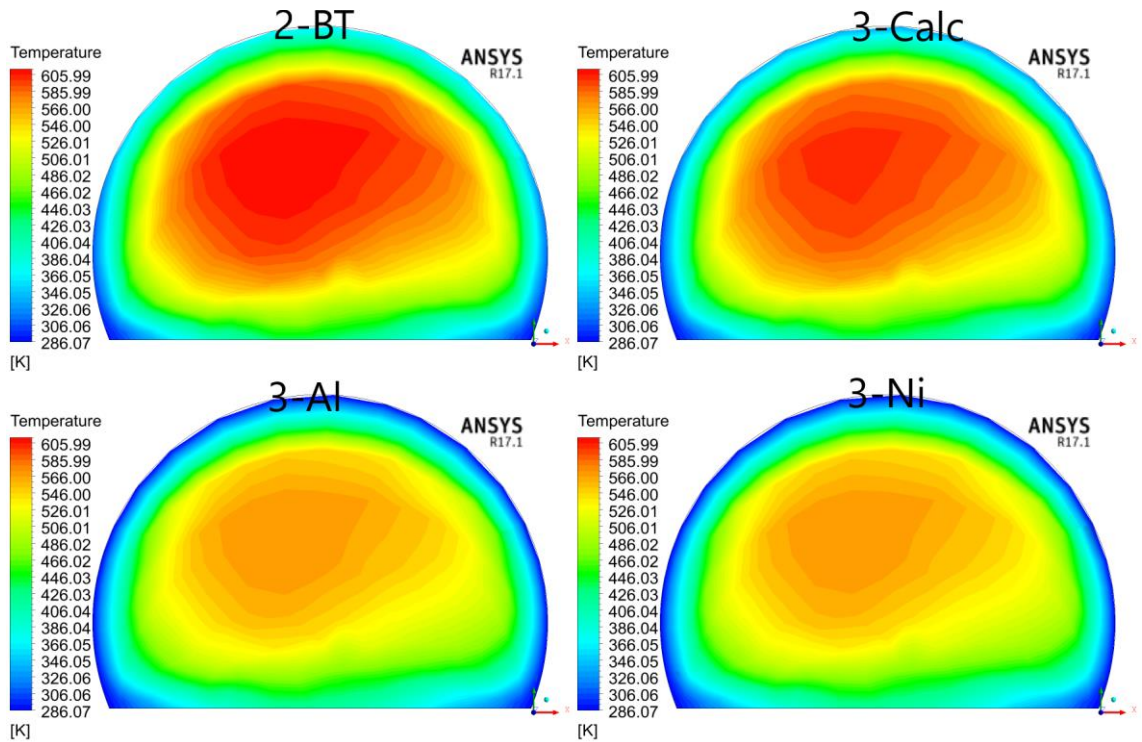 2-BT
Temperature
605.99
585.99
566.00
546.00
526.01
506.01
486.02
466.02
446.03
426.03
406.04
386.04
366.05
346.05
326.06
306.06
286.07
[K]
ANSYS
R17.1
X
3-Calc
Temperature
605.99
585.99
566.00
546.00
526.01
506.01
486.02
466.02
446.03
426.03
406.04
386.04
366.05
346.05
326.06
306.06
286.07
[K]
ANSYS
R17.1
X
3-Al
Temperature
605.99
585.99
566.00
546.00
526.01
506.01
486.02
466.02
446.03
426.03
406.04
386.04
366.05
346.05
326.06
306.06
286.07
[K]
ANSYS
R17.1
X
3-Ni
Temperature
605.99
585.99
566.00
546.00
526.01
506.01
486.02
466.02
446.03
426.03
406.04
386.04
366.05
346.05
326.06
306.06
286.07
[K]
ANSYS
R17.1
X